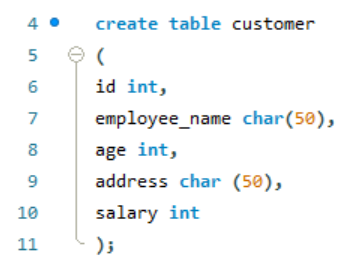 4 create table customer
5 (
6 id int,
7 employee_name char(50),
8 age int,
9 address char (50),
10 salary int
11 );